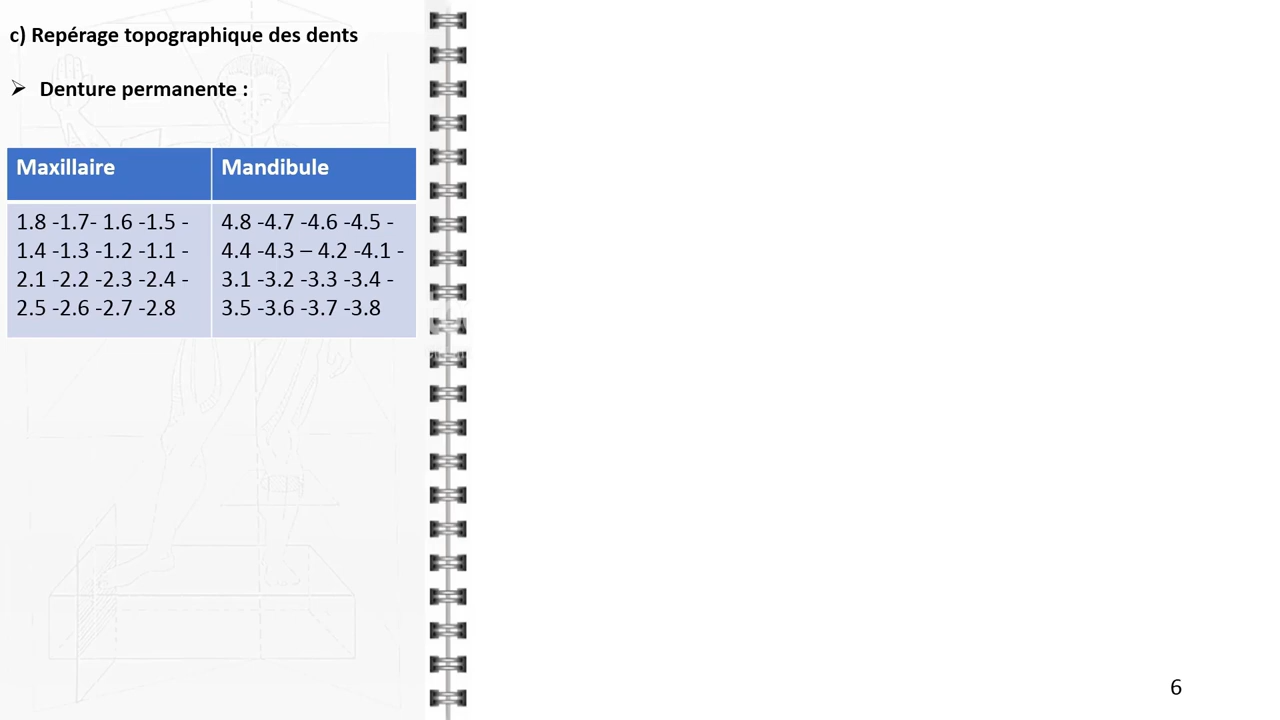 c) Repérage topographique des dents
➢ Denture permanente :
Maxillaire
Mandibule
1.8 -1.7- 1.6 -1.5 -
1.4 -1.3 -1.2 -1.1 -
2.1 -2.2 -2.3 -2.4 -
2.5 -2.6 -2.7 -2.8
4.8 -4.7 -4.6 -4.5 -
4.4 -4.3 – 4.2 -4.1 -
3.1 -3.2 -3.3 -3.4 -
3.5 -3.6 -3.7 -3.8
6